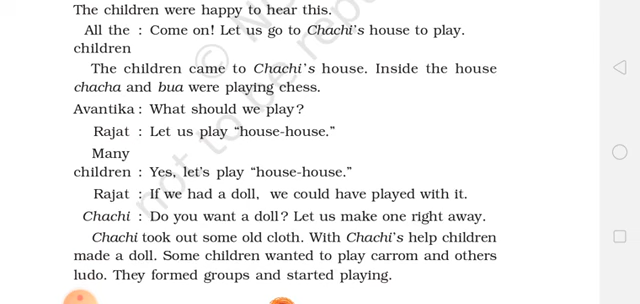 The children were happy to hear this.
All the : Come on! Let us go to Chachi's house to play.
children
The children came to Chachi's house. Inside the house
chacha and bua were playing chess.
Avantika : What should we play?
Rajat : Let us play “house-house.”
Many
children : Yes, let's play “house-house.”
Rajat : If we had a doll, we could have played with it.
Chachi : Do you want a doll? Let us make one right away.
Chachi took out some old cloth. With Chachi's help children
made a doll. Some children wanted to play carrom and others
ludo. They formed groups and started playing.
© N
not to be repu